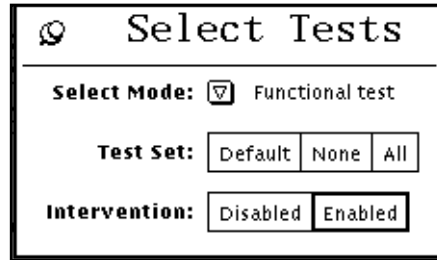 Select Tests
Select Mode: Functional test
Test Set: Default None All
Intervention: Disabled Enabled